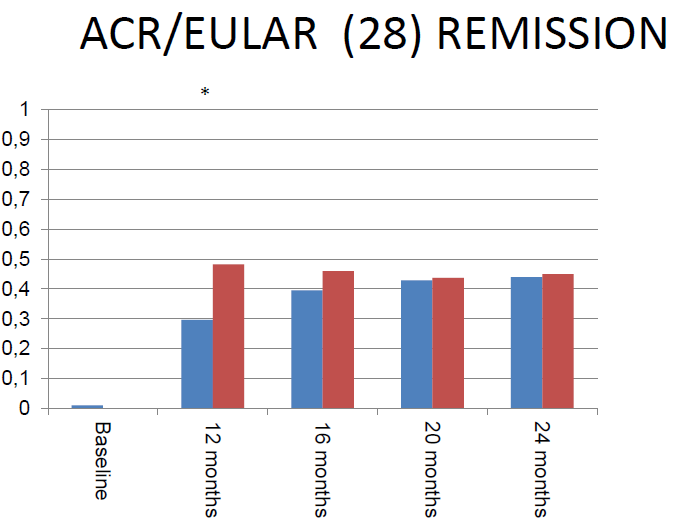 ACR/EULAR (28) REMISSION
*
1
0,9
0,8
0,7
0,6
0,5
0,4
0,3
0,2
0,1
0
Baseline
12 months
16 months
20 months
24 months